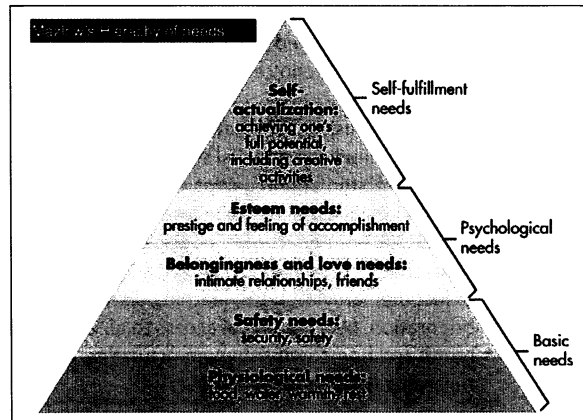 Maslow's Hierarchy of needs
Self-
actualization:
achieving one's
full potential,
including creative
activities
Self-fulfillment
needs
Esteem needs:
prestige and feeling of accomplishment
Belongingness and love needs:
intimate relationships, friends
Psychological
needs
Safety needs:
security, safety
Physiological needs:
food, water, warmth, rest
Basic
needs